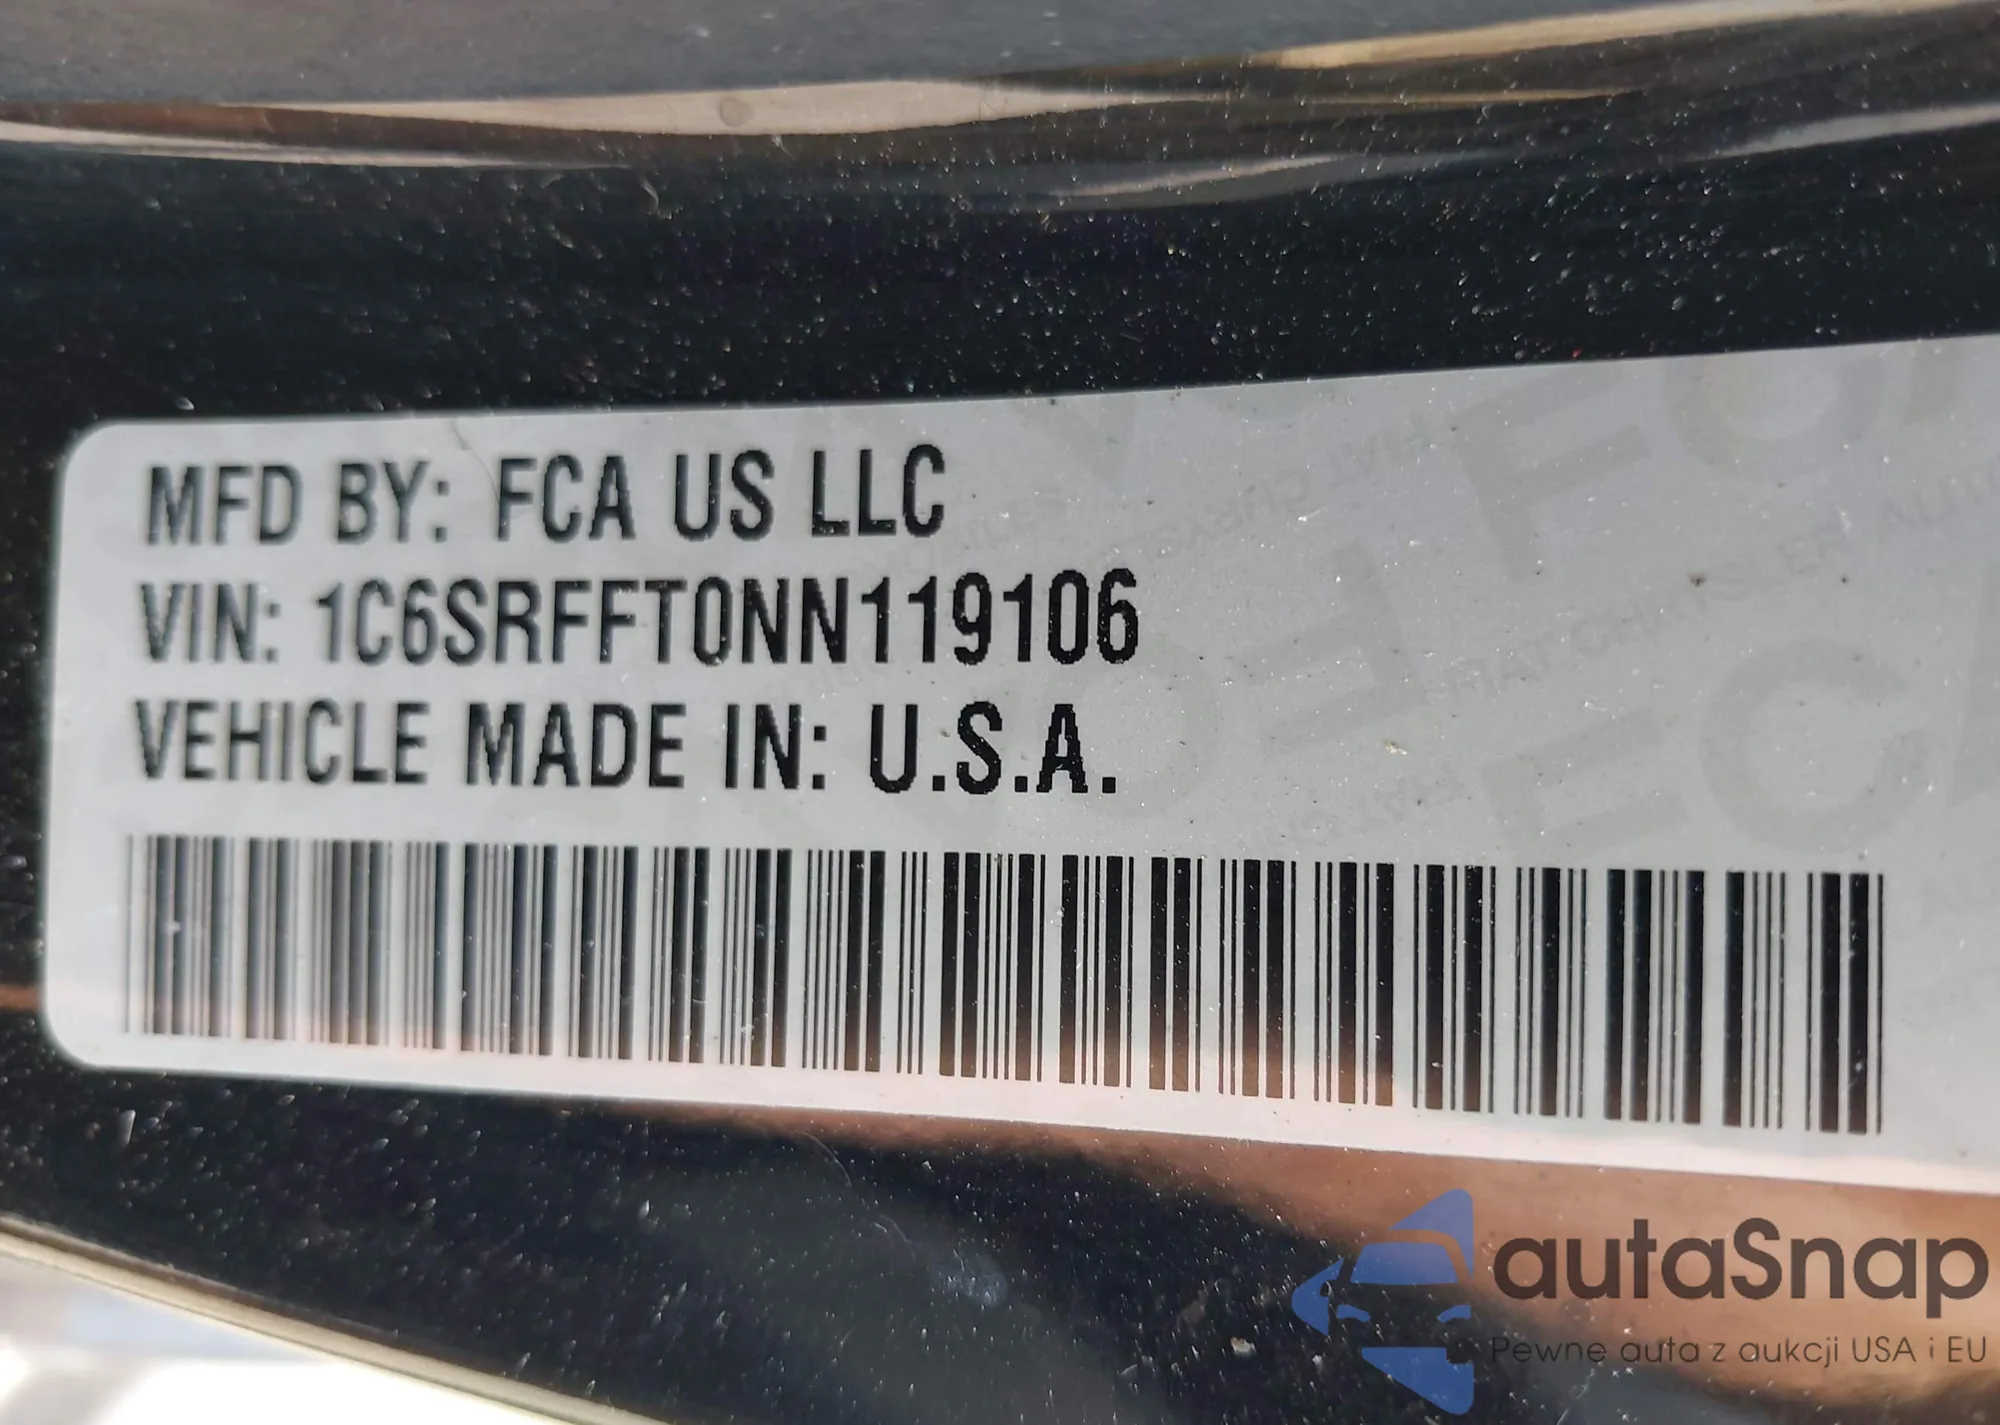 MFD BY: FCA US LLC
VIN: 1C6SRFFT0NN119106
VEHICLE MADE IN: U.S.A.
autaSnap
Pewne auta z aukcji USA i EU